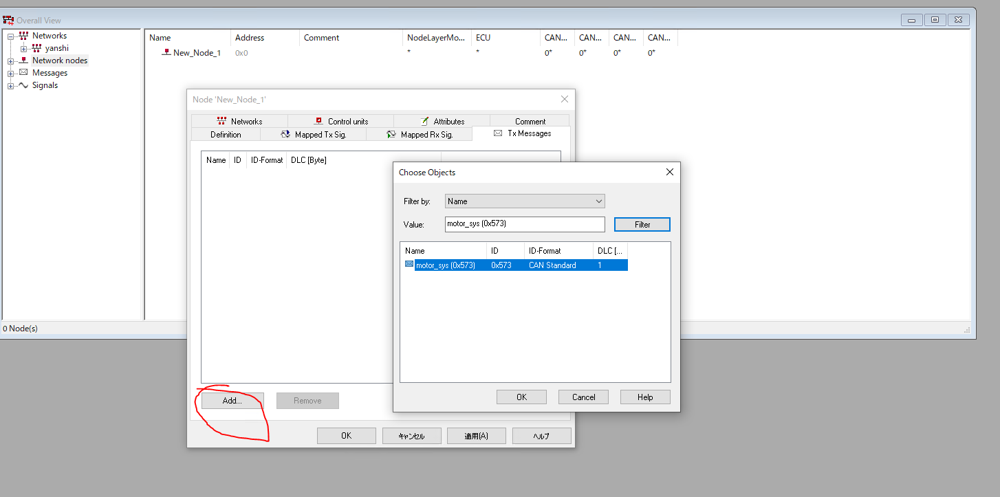 Overall View
Networks
yanshi
Network nodes
Messages
Signals
Name Address Comment NodeLayerMo... ECU CAN... CAN... CAN... CAN...
New_Node_1 0x0 * * 0* 0* 0* 0*
Node 'New_Node_1'
Networks Control units Attributes Comment
Definition Mapped Tx Sig. Mapped Rx Sig. Tx Messages
Name ID ID-Format DLC [Byte]
Choose Objects
Filter by: Name
Value: motor_sys (0x573) Filter
Name ID ID-Format DLC [...
motor_sys (0x573) 0x573 CAN Standard 1
OK Cancel Help
Add... Remove
OK キャンセル 適用(A) ヘルプ
0 Node(s)